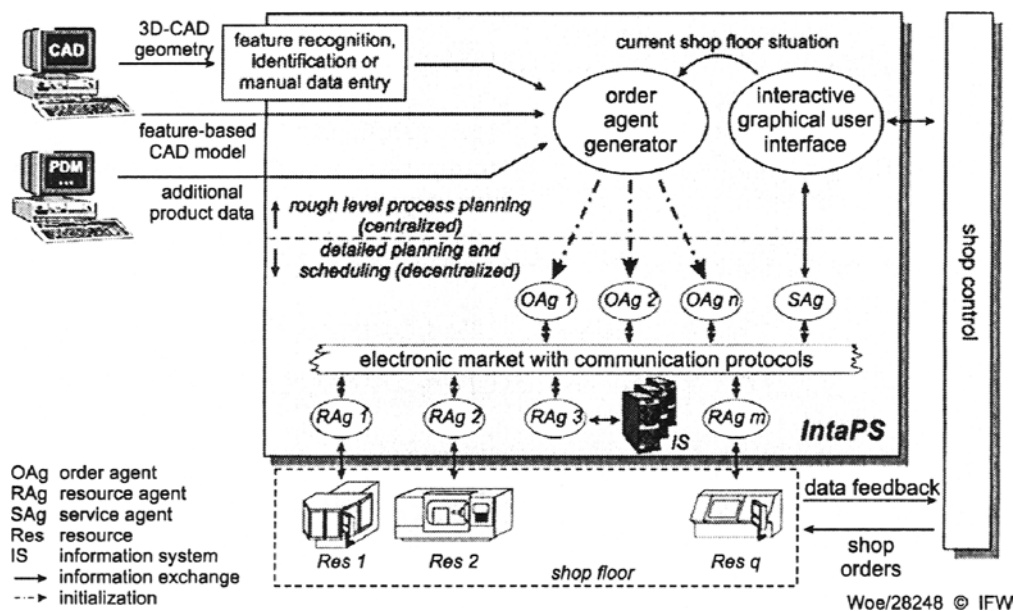 CAD
3D-CAD
geometry
feature recognition,
identification or
manual data entry
feature-based
CAD model
PDM
...
additional
product data
current shop floor situation
order
agent
generator
interactive
graphical user
interface
rough level process planning
(centralized)
detailed planning and
scheduling (decentralized)
OAg 1
OAg 2
OAg n
SAg
electronic market with communication protocols
RAg 1
RAg 2
RAg 3
IS
RAg m
IntaPS
shop control
Res 1
Res 2
Res q
shop floor
data feedback
shop
orders
OAg order agent
RAg resource agent
SAg service agent
Res resource
IS information system
information exchange
initialization
Woe/28248 © IFW